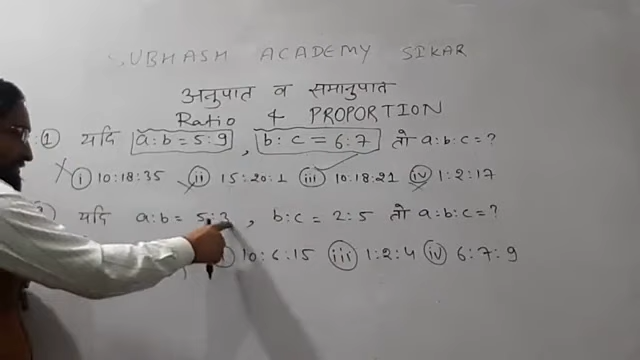 SUBHASH ACADEMY SIKAR
अनुपात व समानुपात
Ratio & PROPORTION
① यदि a:b = 5:9 , b:c = 6:7 तो a:b:c = ?
ⓘ 10:18:35 ⓘⓘ 15:20:1 ⓘⓘⓘ 10:18:21 ⓘⓥ 1:2:17
यदि a:b = 5:3 , b:c = 2:5 तो a:b:c = ?
10:6:15 ⓘⓘⓘ 1:2:4 ⓘⓥ 6:7:9